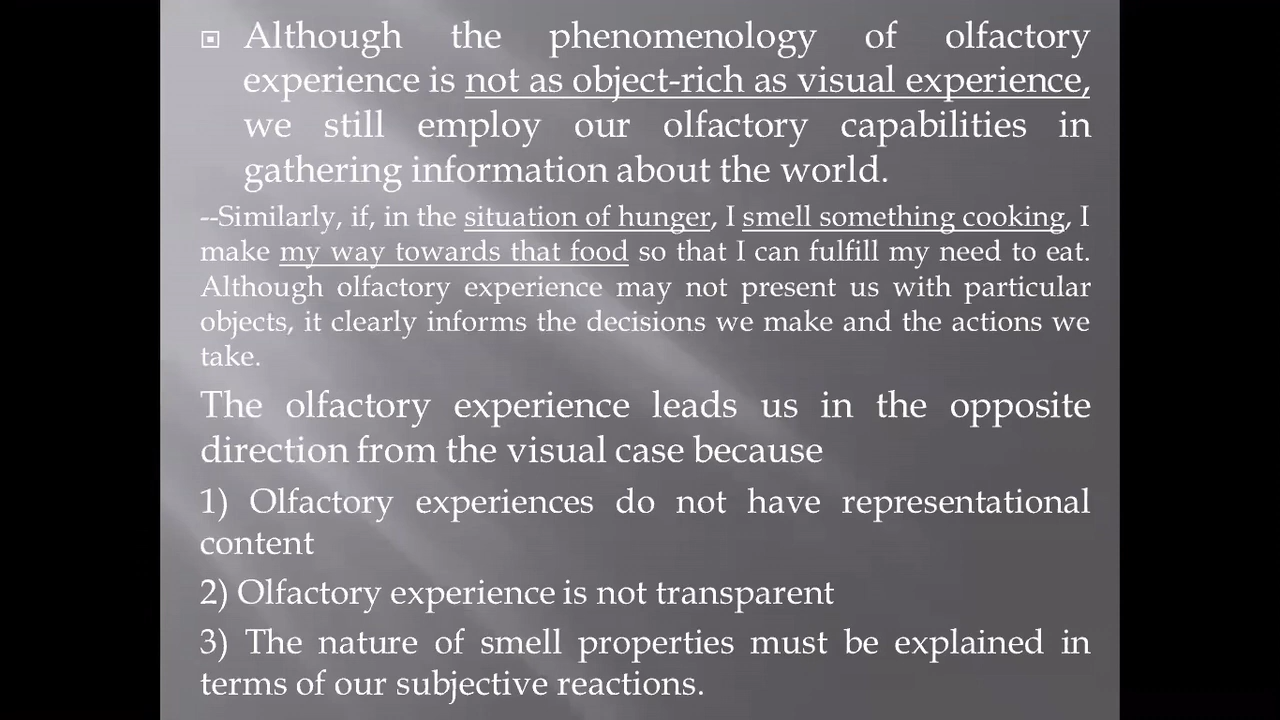 Although the phenomenology of olfactory
experience is not as object-rich as visual experience,
we still employ our olfactory capabilities in
gathering information about the world.
--Similarly, if, in the situation of hunger, I smell something cooking, I
make my way towards that food so that I can fulfill my need to eat.
Although olfactory experience may not present us with particular
objects, it clearly informs the decisions we make and the actions we
take.
The olfactory experience leads us in the opposite
direction from the visual case because
1) Olfactory experiences do not have representational
content
2) Olfactory experience is not transparent
3) The nature of smell properties must be explained in
terms of our subjective reactions.